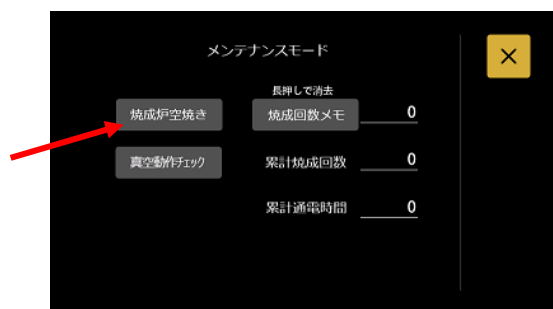 メンテナンスモード
×
長押しで消去
焼成炉空焼き
焼成回数メモ 0
真空動作チェック
累計焼成回数 0
累計通電時間 0